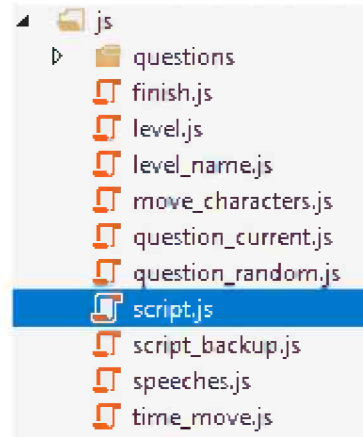 js
questions
finish.js
level.js
level_name.js
move_characters.js
question_current.js
question_random.js
script.js
script_backup.js
speeches.js
time_move.js